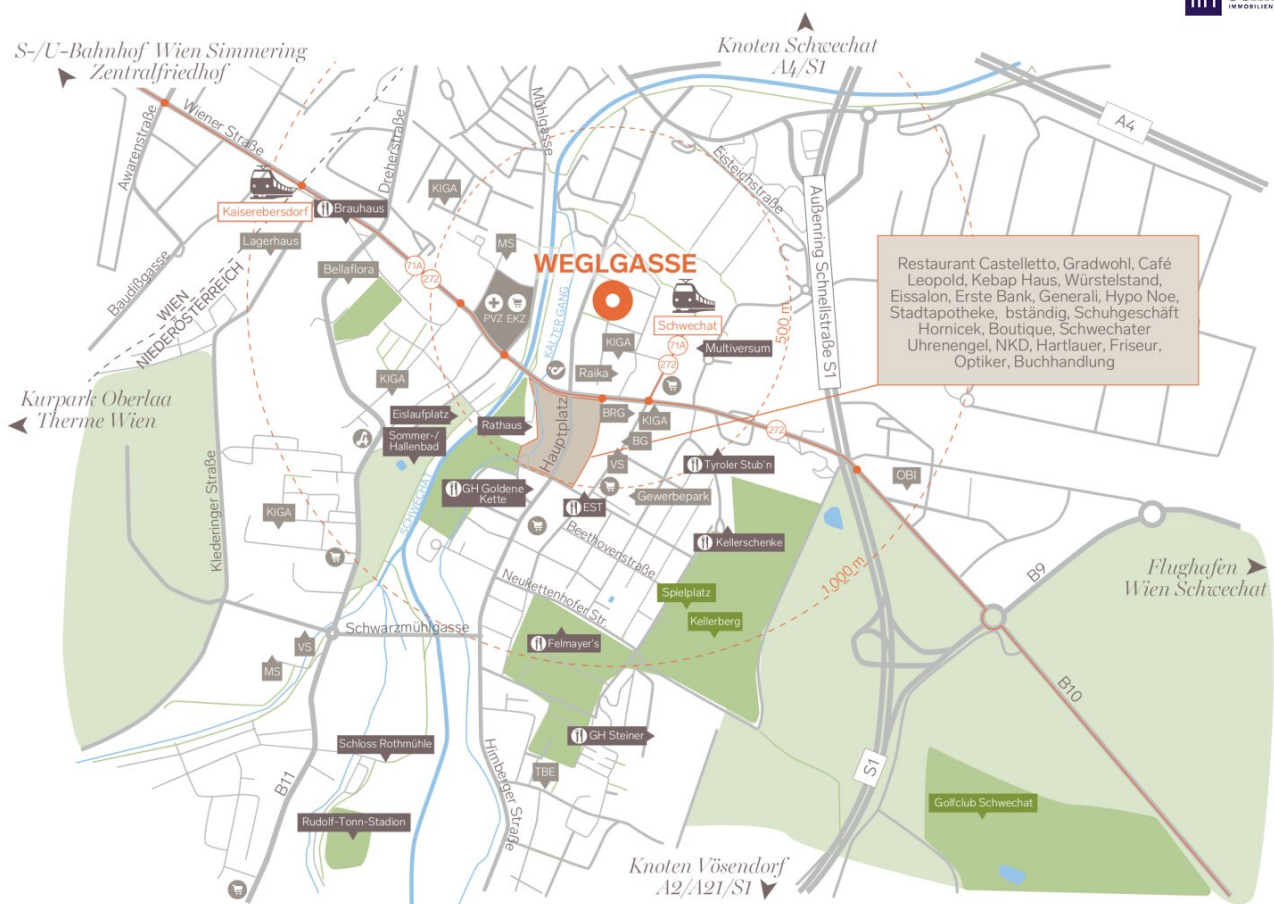 IMMOBILIEN
S-/U-Bahnhof Wien Simmering
Zentralfriedhof
Knoten Schwechat
A4/S1
A4
Wiener Straße
Awarenstraße
Dreherstraße
Mühlgasse
Eisteichstraße
Außenring Schnellstraße S1
Kaiserebersdorf
Brauhaus
KIGA
Lagerhaus
Baudißgasse
WIEN
NIEDERÖSTERREICH
Bellaflora
71A
272
MS
PVZ EKZ
WEGLGASSE
KALTER GANG
Schwechat
71A
272
KIGA
Multiversum
500 m
Raika
Restaurant Castelletto, Gradwohl, Café
Leopold, Kebap Haus, Würstelstand,
Eissalon, Erste Bank, Generali, Hypo Noe,
Stadtapotheke, bständig, Schuhgeschäft
Hornicek, Boutique, Schwechater
Uhrenengel, NKD, Hartlauer, Friseur,
Optiker, Buchhandlung
Kurpark Oberlaa
Therme Wien
KIGA
Eislaufplatz
Sommer-/
Hallenbad
Rathaus
Hauptplatz
BRG
KIGA
BG
VS
272
Tyroler Stub'n
Gewerbepark
OBI
Klederinger Straße
KIGA
SCHWECHAT
GH Goldene
Kette
EST
Beethovenstraße
Kellerschenke
Neukettenhofer Str.
Spielplatz
Kellerberg
1.000 m
B9
Flughafen
Wien Schwechat
Schwarzmühlgasse
VS
MS
Felmayer's
B10
Schloss Rothmühle
GH Steiner
TBE
Himberger Straße
B11
S1
Rudolf-Tonn-Stadion
Golfclub Schwechat
Knoten Vösendorf
A2/A21/S1